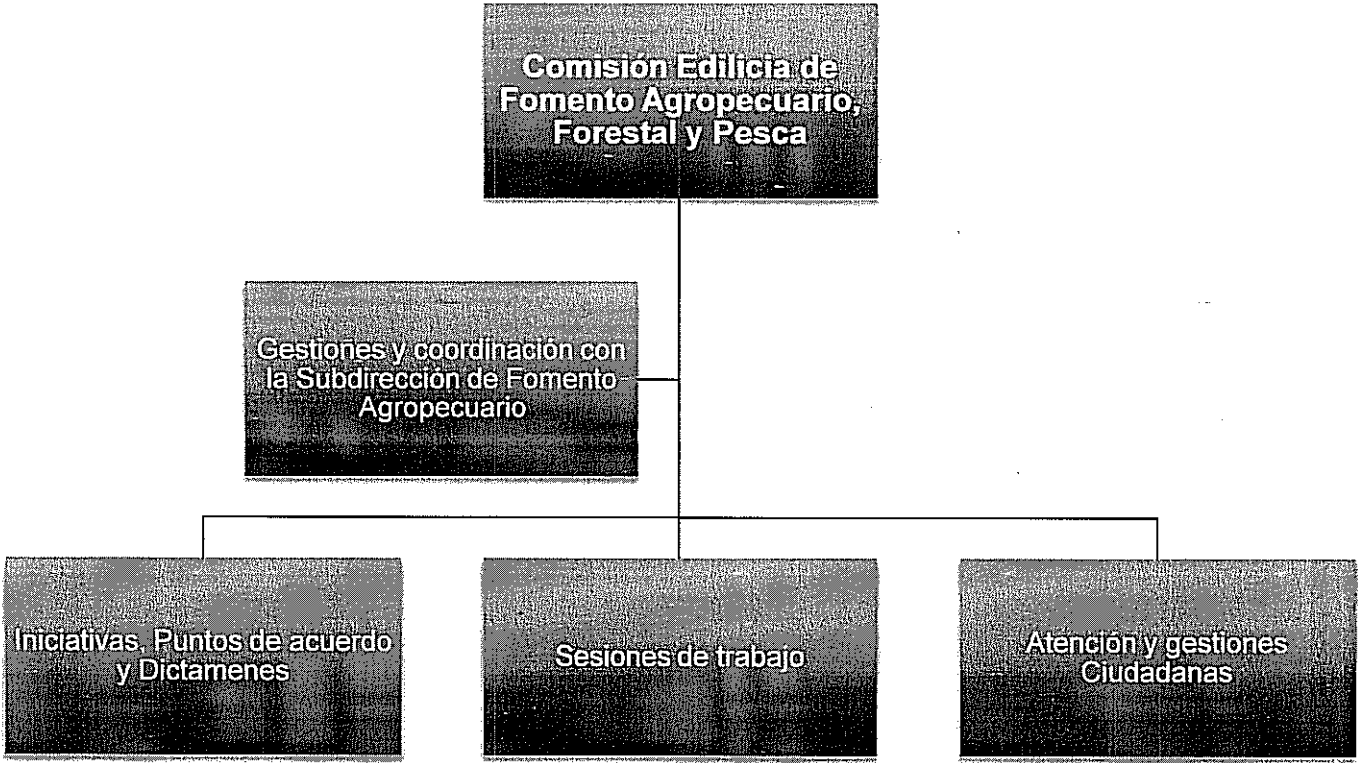 Comisión Edilicia de
Fomento Agropecuario,
Forestal y Pesca
Gestiones y coordinación con
la Subdirección de Fomento
Agropecuario
Iniciativas, Puntos de acuerdo
y Dictamenes
Sesiones de trabajo
Atención y gestiones
Ciudadanas